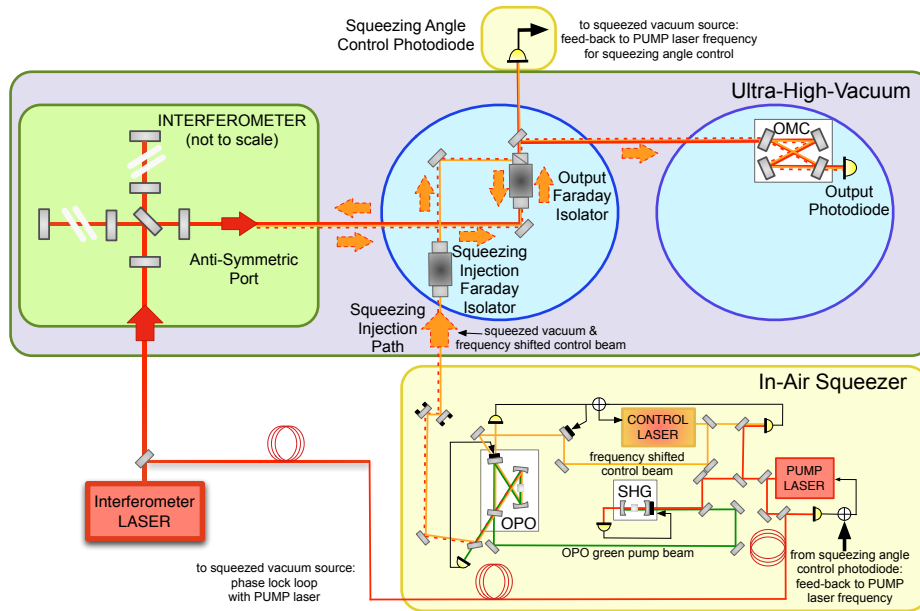 Squeezing Angle
Control Photodiode
to squeezed vacuum source:
feed-back to PUMP laser frequency
for squeezing angle control
Ultra-High-Vacuum
INTERFEROMETER
(not to scale)
OMC
Output
Faraday
Isolator
Output
Photodiode
Anti-Symmetric
Port
Squeezing
Injection
Faraday
Isolator
Squeezing
Injection
Path
squeezed vacuum &
frequency shifted control beam
In-Air Squeezer
CONTROL
LASER
frequency shifted
control beam
PUMP
LASER
SHG
OPO
OPO green pump beam
Interferometer
LASER
to squeezed vacuum source:
phase lock loop
with PUMP laser
from squeezing angle
control photodiode:
feed-back to PUMP
laser frequency